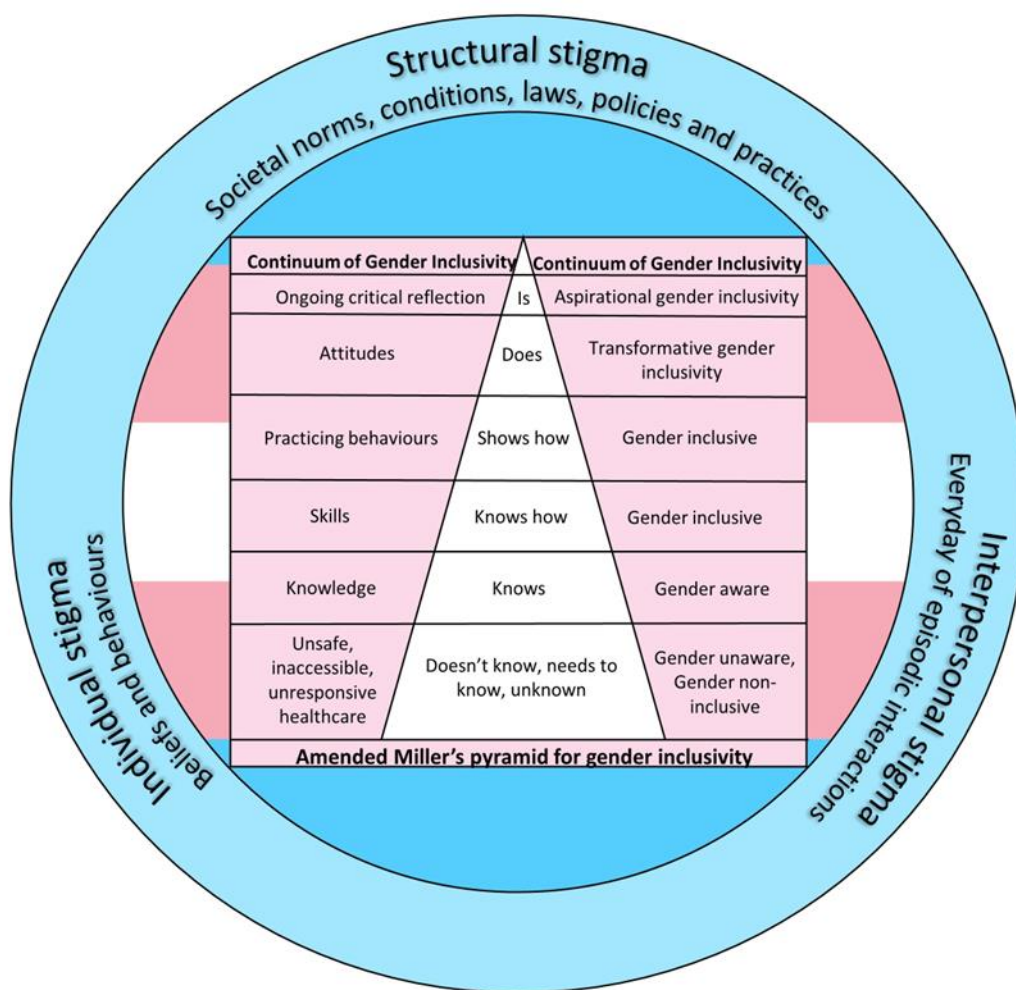 Structural stigma
Societal norms, conditions, laws, policies and practices
Continuum of Gender Inclusivity
Continuum of Gender Inclusivity
Ongoing critical reflection
Is
Aspirational gender inclusivity
Attitudes
Does
Transformative gender
inclusivity
Practicing behaviours
Shows how
Gender inclusive
Skills
Knows how
Gender inclusive
Knowledge
Knows
Gender aware
Unsafe,
inaccessible,
unresponsive
healthcare
Doesn’t know, needs to
know, unknown
Gender unaware,
Gender non-
inclusive
Amended Miller’s pyramid for gender inclusivity
Individual stigma
Beliefs and behaviours
Interpersonal stigma
Everyday of episodic interactions